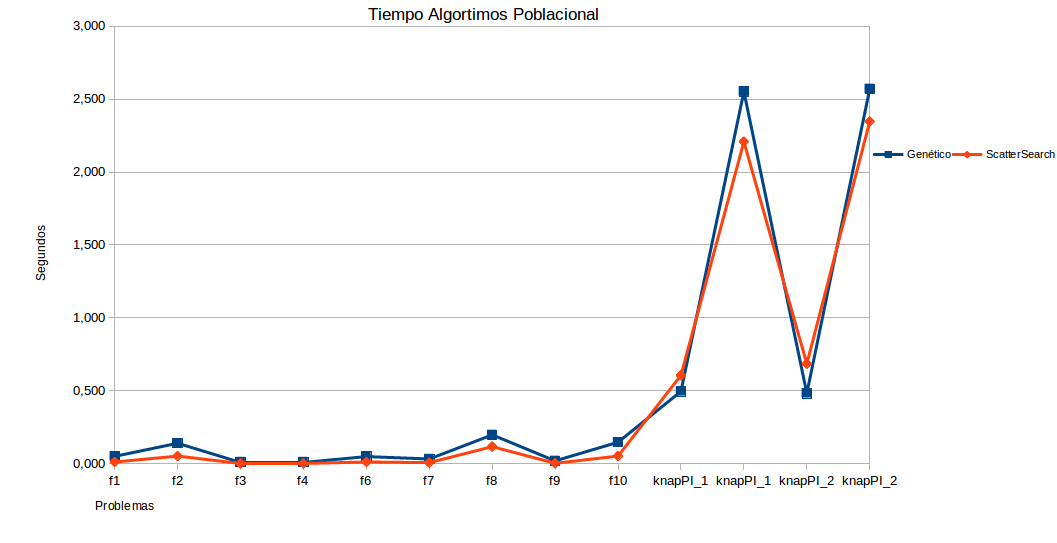 Tiempo Algortimos Poblacional
3,000
2,500
2,000
1,500
1,000
0,500
0,000
Segundos
f1 f2 f3 f4 f6 f7 f8 f9 f10 knapPI_1 knapPI_1 knapPI_2 knapPI_2
Problemas
Genético ScatterSearch